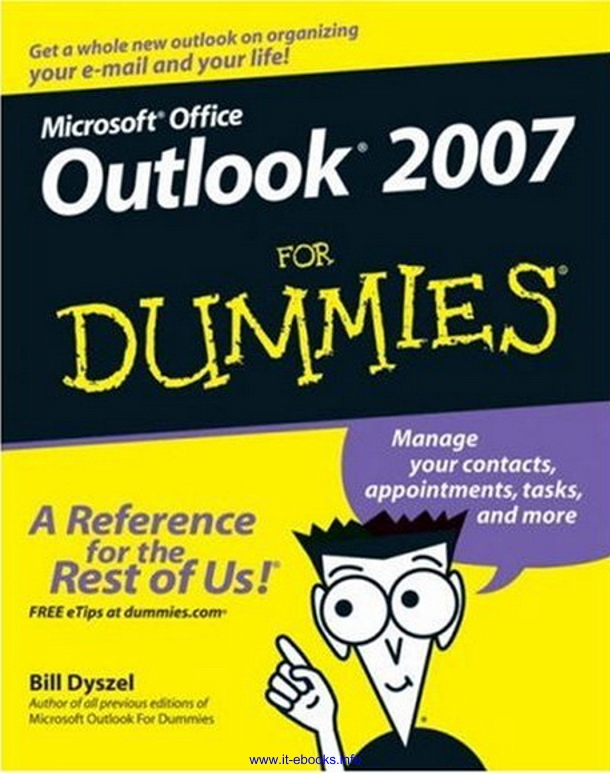 Get a whole new outlook on organizing
your e-mail and your life!
Microsoft® Office
Outlook® 2007
FOR
DUMMIES®
Manage
your contacts,
appointments, tasks,
and more
A Reference
for the
Rest of Us!®
FREE eTips at dummies.com®
Bill Dyszel
Author of all previous editions of
Microsoft Outlook For Dummies
www.it-ebooks.info